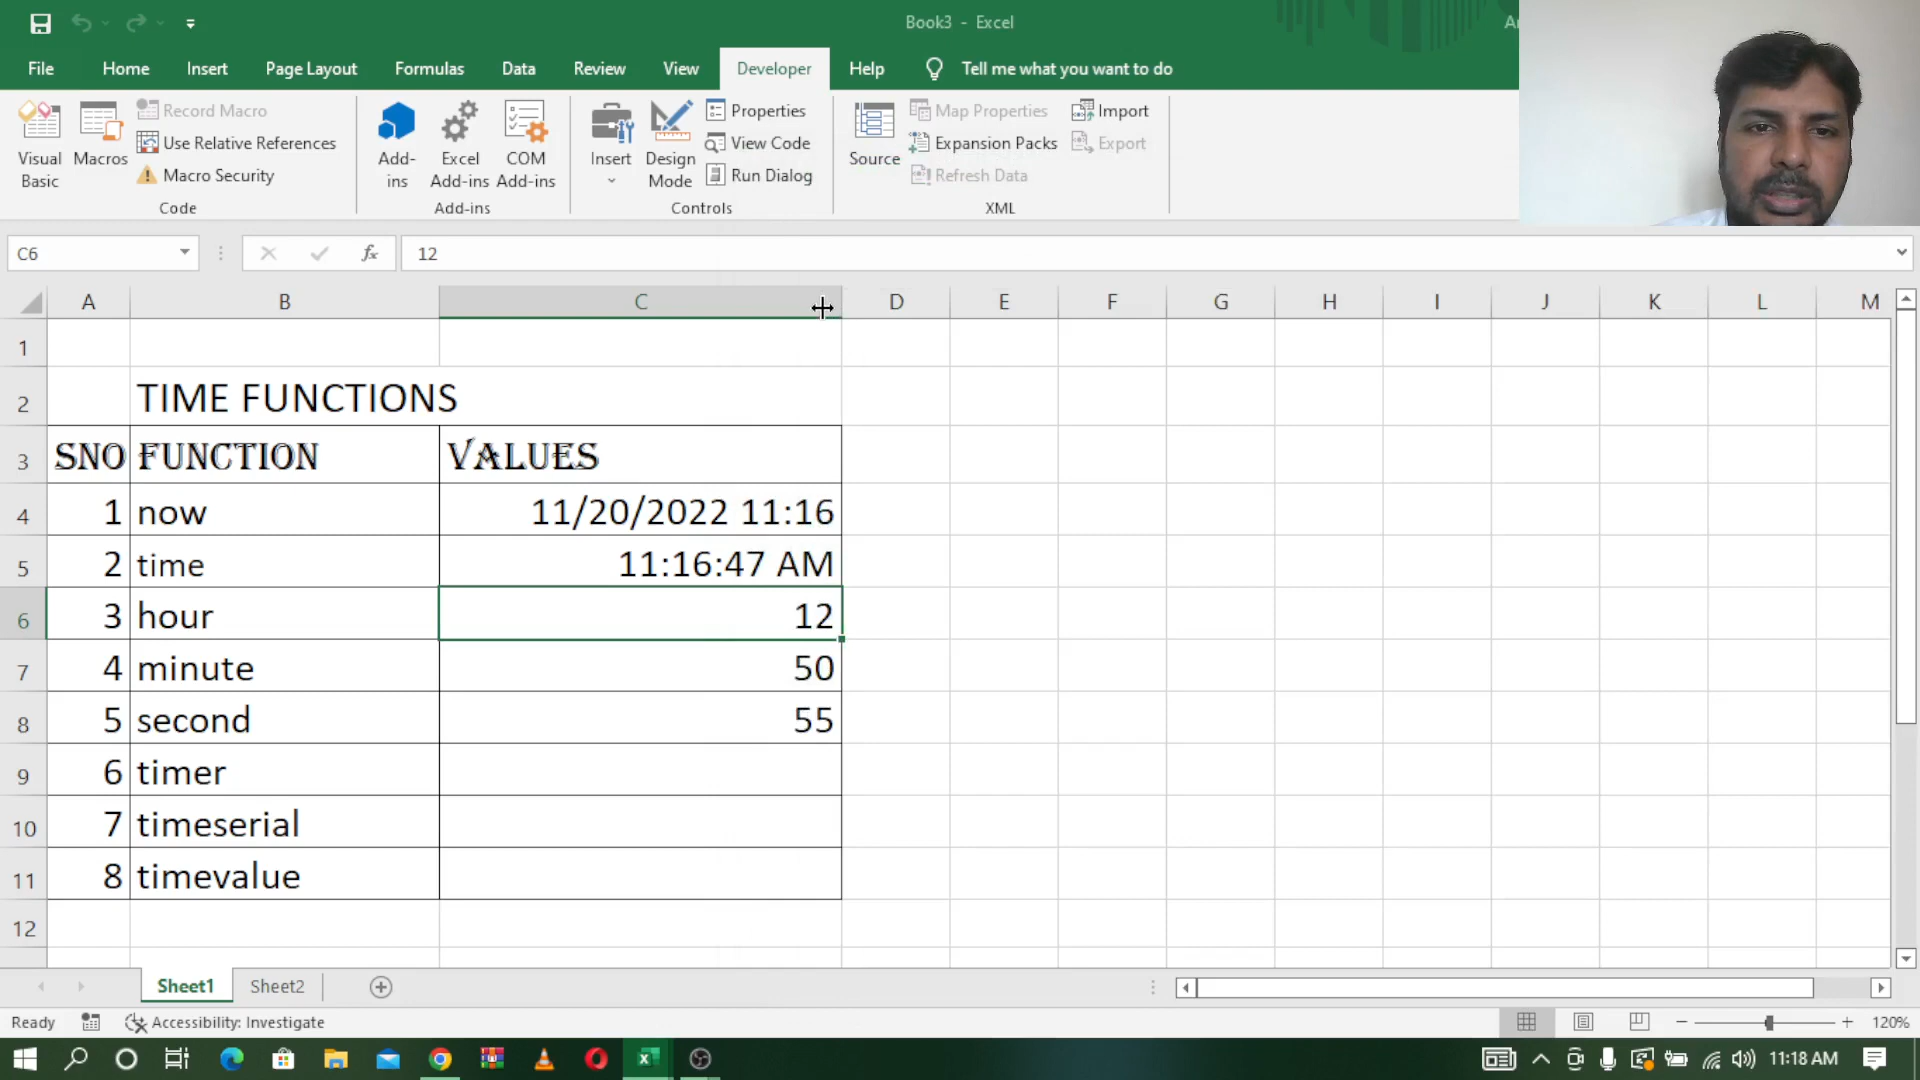 Book3 - Excel
File Home Insert Page Layout Formulas Data Review View Developer Help Tell me what you want to do
Visual Basic
Macros
Record Macro
Use Relative References
Macro Security
Code
Add-ins
Excel Add-ins
COM Add-ins
Add-ins
Insert
Design Mode
Properties
View Code
Run Dialog
Controls
Source
Map Properties
Expansion Packs
Refresh Data
Import
Export
XML
C6 fx 12
A B C D E F G H I J K L M
1
2 TIME FUNCTIONS
3 SNO FUNCTION VALUES
4 1 now 11/20/2022 11:16
5 2 time 11:16:47 AM
6 3 hour 12
7 4 minute 50
8 5 second 55
9 6 timer
10 7 timeserial
11 8 timevalue
12
Sheet1 Sheet2
Ready Accessibility: Investigate 120%
11:18 AM